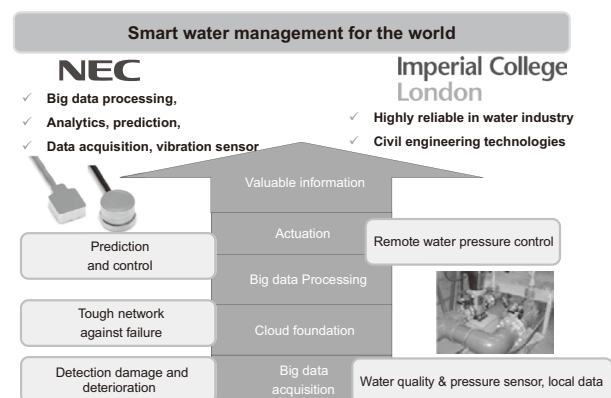 Smart water management for the world
NEC
Big data processing,
Analytics, prediction,
Data acquisition, vibration sensor
Imperial College
London
Highly reliable in water industry
Civil engineering technologies
Valuable information
Actuation
Prediction
and control
Remote water pressure control
Big data Processing
Tough network
against failure
Cloud foundation
Detection damage and
deterioration
Big data
acquisition
Water quality & pressure sensor, local data